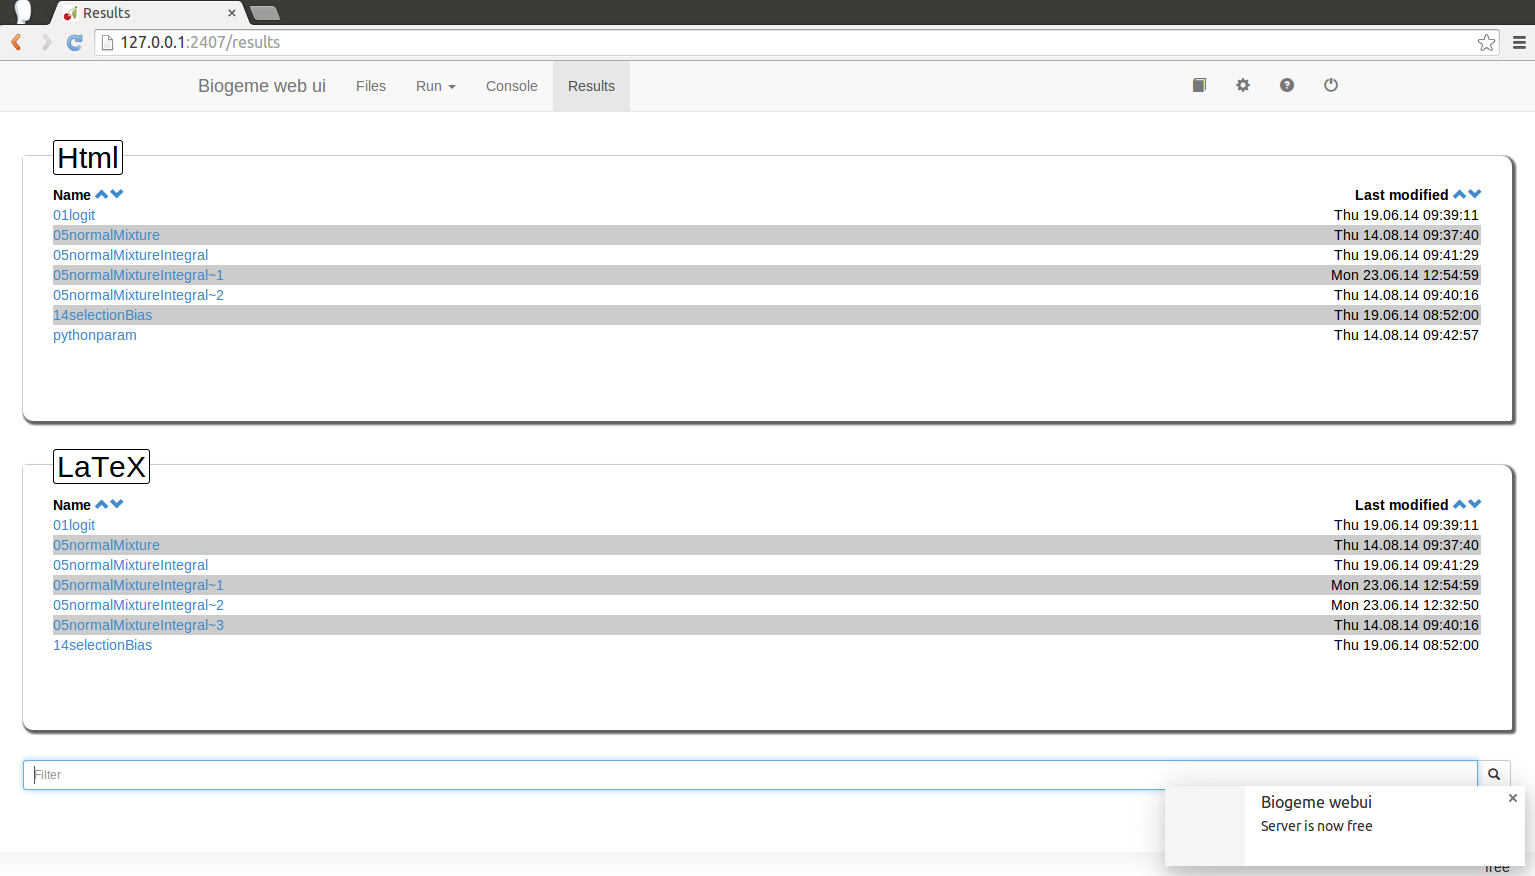 Results
127.0.0.1:2407/results
Biogeme web ui Files Run Console Results
Html
Name Last modified
01logit Thu 19.06.14 09:39:11
05normalMixture Thu 14.08.14 09:37:40
05normalMixtureIntegral Thu 19.06.14 09:41:29
05normalMixtureIntegral~1 Mon 23.06.14 12:54:59
05normalMixtureIntegral~2 Thu 14.08.14 09:40:16
14selectionBias Thu 19.06.14 08:52:00
pythonparam Thu 14.08.14 09:42:57
LaTeX
Name Last modified
01logit Thu 19.06.14 09:39:11
05normalMixture Thu 14.08.14 09:37:40
05normalMixtureIntegral Thu 19.06.14 09:41:29
05normalMixtureIntegral~1 Mon 23.06.14 12:54:59
05normalMixtureIntegral~2 Mon 23.06.14 12:32:50
05normalMixtureIntegral~3 Thu 14.08.14 09:40:16
14selectionBias Thu 19.06.14 08:52:00
Filter
Biogeme webui
Server is now free
free